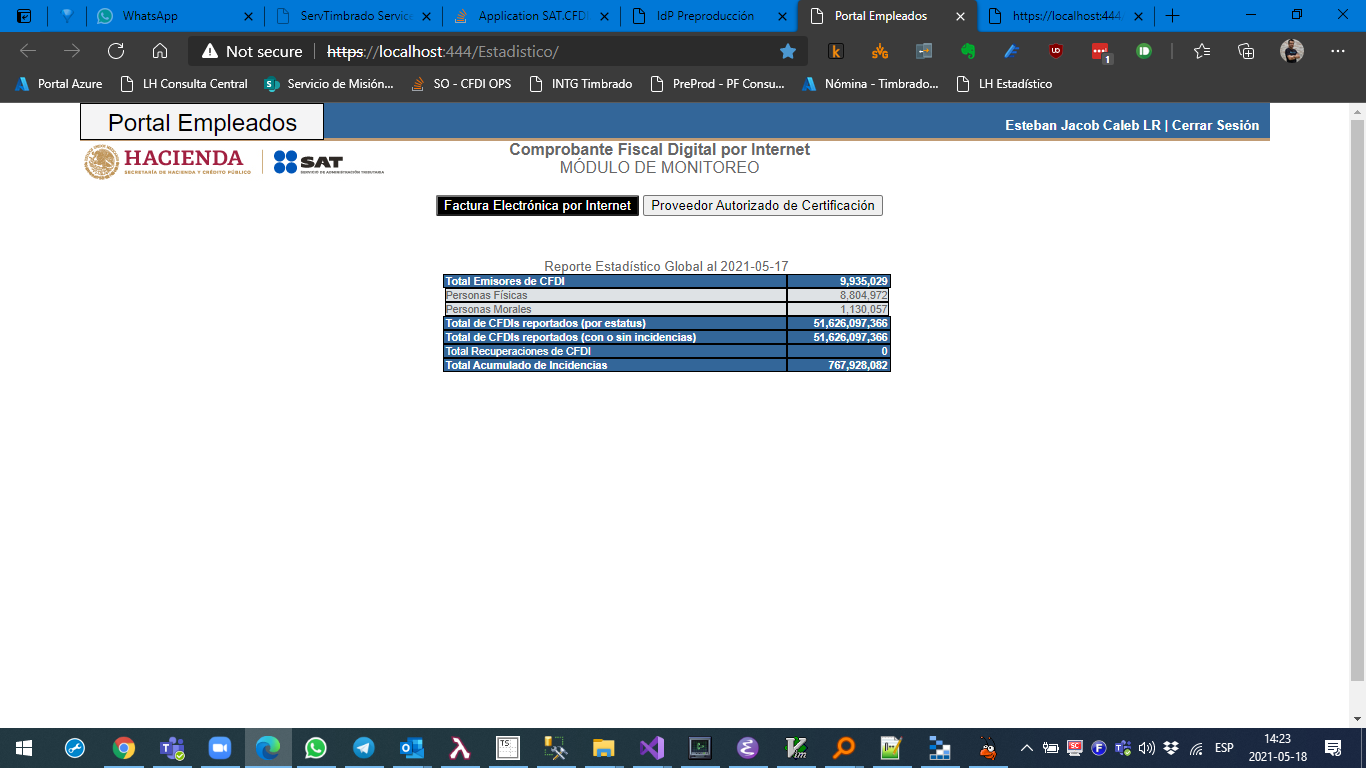 WhatsApp
ServTimbrado Service
Application SAT.CFD
IdP Preproducción
Portal Empleados
https://localhost:444
Not secure
https://localhost:444/Estadistico/
1
Portal Azure
LH Consulta Central
Servicio de Misión...
SO - CFDI OPS
INTG Timbrado
PreProd - PF Consu...
Nómina - Timbrado...
LH Estadístico
Portal Empleados
Esteban Jacob Caleb LR | Cerrar Sesión
HACIENDA
SECRETARÍA DE HACIENDA Y CRÉDITO PÚBLICO
SAT
SERVICIO DE ADMINISTRACIÓN TRIBUTARIA
Comprobante Fiscal Digital por Internet
MÓDULO DE MONITOREO
Factura Electrónica por Internet
Proveedor Autorizado de Certificación
Reporte Estadístico Global al 2021-05-17
Total Emisores de CFDI 9,935,029
Personas Físicas 8,804,972
Personas Morales 1,130,057
Total de CFDIs reportados (por estatus) 51,626,097,366
Total de CFDIs reportados (con o sin incidencias) 51,626,097,366
Total Recuperaciones de CFDI 0
Total Acumulado de Incidencias 767,928,082
ESP
14:23
2021-05-18